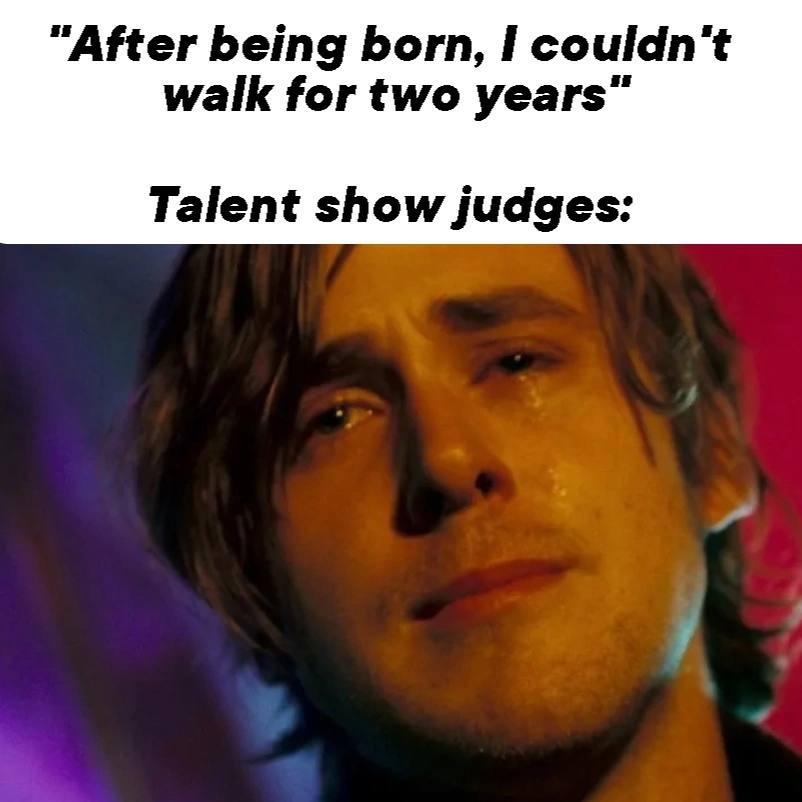 "After being born, I couldn't
walk for two years"
Talent show judges: